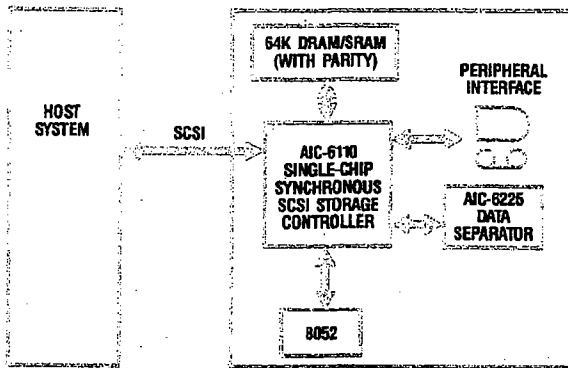 HOST
SYSTEM
SCSI
64K DRAM/SRAM
(WITH PARITY)
AIC-6110
SINGLE-CHIP
SYNCHRONOUS
SCSI STORAGE
CONTROLLER
8052
PERIPHERAL
INTERFACE
AIC-6225
DATA
SEPARATOR